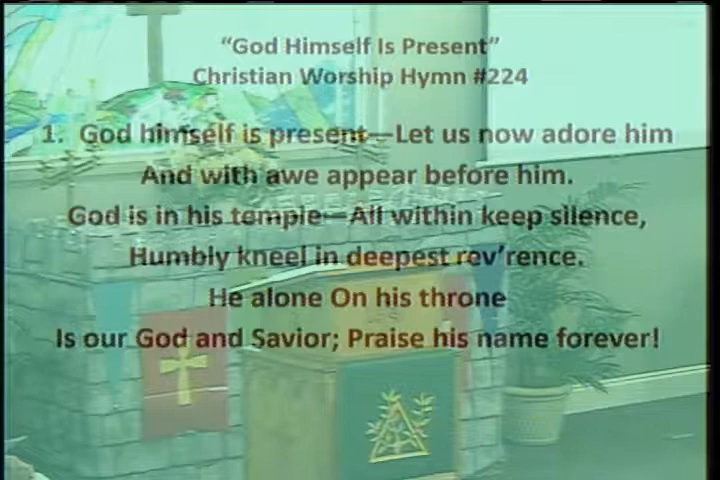 “God Himself Is Present”
Christian Worship Hymn #224
1. God himself is present—Let us now adore him
And with awe appear before him.
God is in his temple—All within keep silence,
Humbly kneel in deepest rev’rence.
He alone On his throne
Is our God and Savior; Praise his name forever!